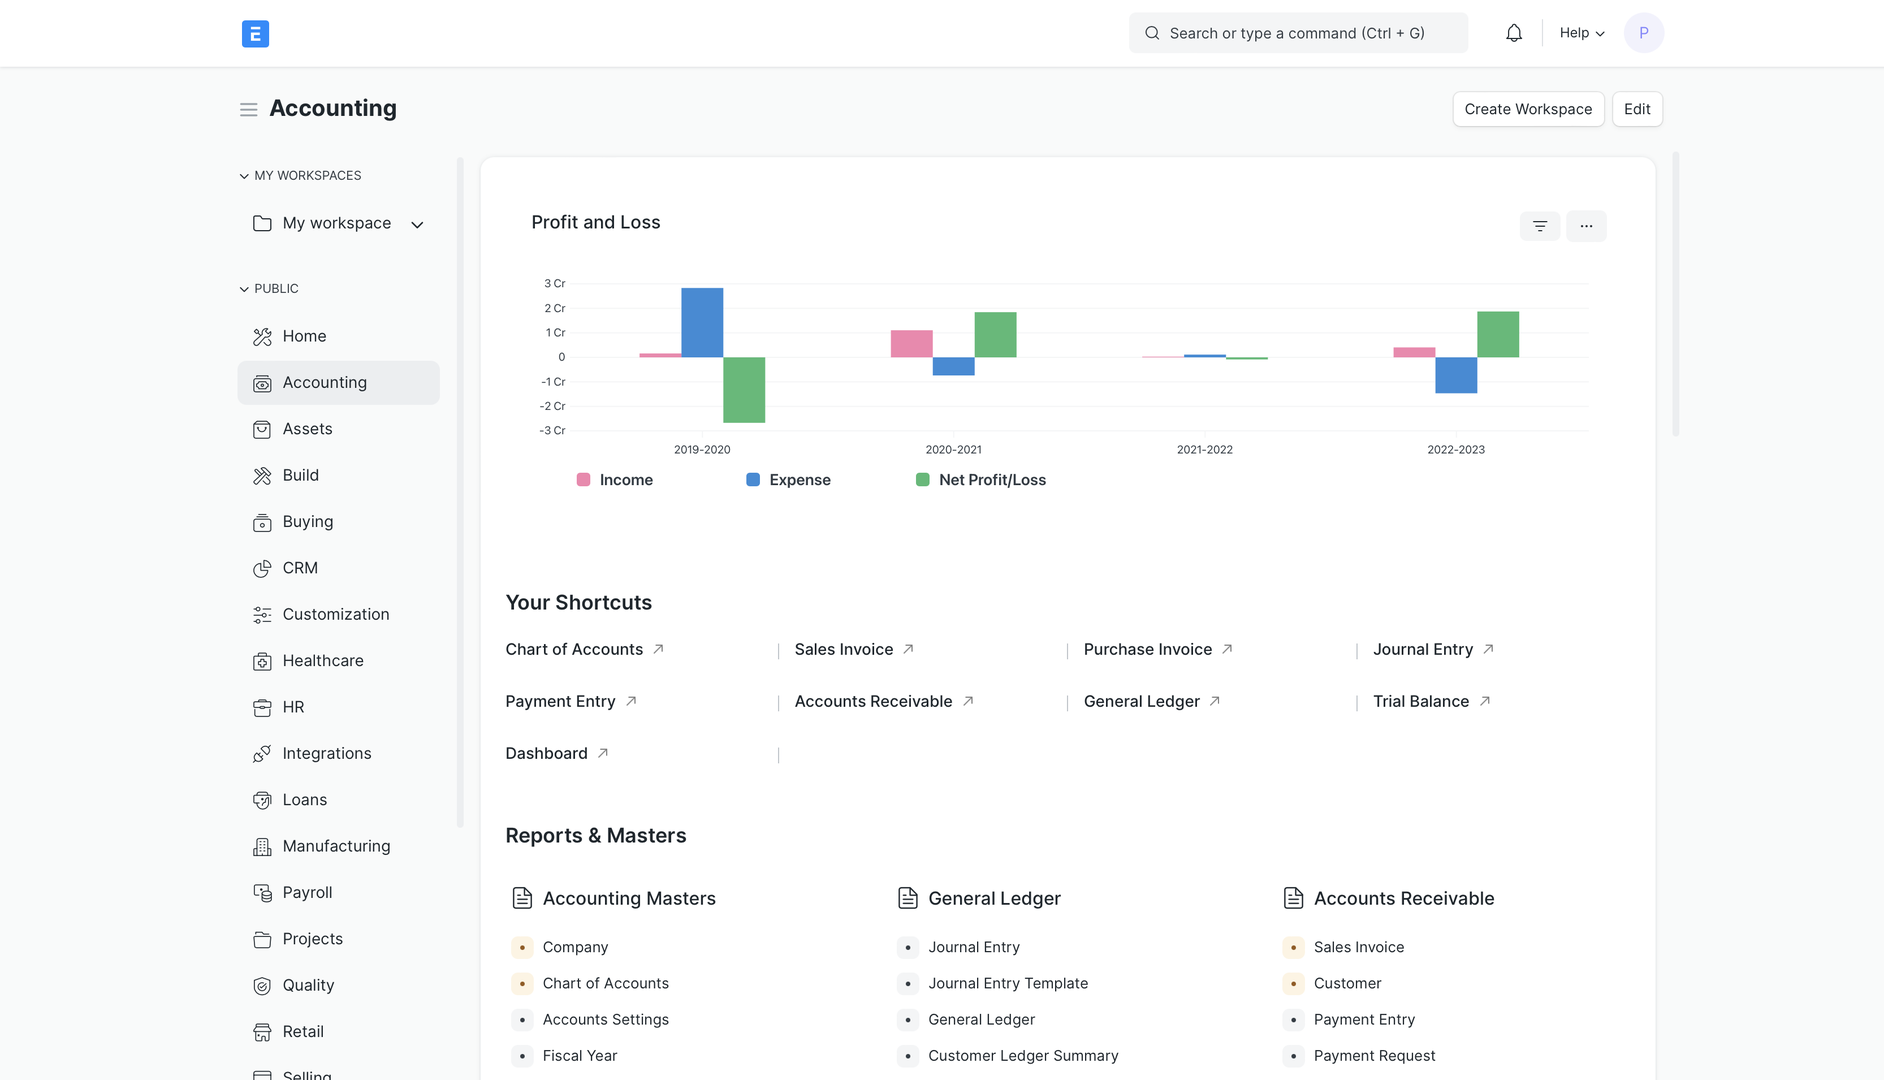 E
Search or type a command (Ctrl + G)
Help
P
Accounting
Create Workspace
Edit
MY WORKSPACES
My workspace
PUBLIC
Home
Accounting
Assets
Build
Buying
CRM
Customization
Healthcare
HR
Integrations
Loans
Manufacturing
Payroll
Projects
Quality
Retail
Selling
Profit and Loss
3 Cr
2 Cr
1 Cr
0
-1 Cr
-2 Cr
-3 Cr
2019-2020 2020-2021 2021-2022 2022-2023
Income Expense Net Profit/Loss
Your Shortcuts
Chart of Accounts Sales Invoice Purchase Invoice Journal Entry
Payment Entry Accounts Receivable General Ledger Trial Balance
Dashboard
Reports & Masters
Accounting Masters
Company
Chart of Accounts
Accounts Settings
Fiscal Year
General Ledger
Journal Entry
Journal Entry Template
General Ledger
Customer Ledger Summary
Accounts Receivable
Sales Invoice
Customer
Payment Entry
Payment Request